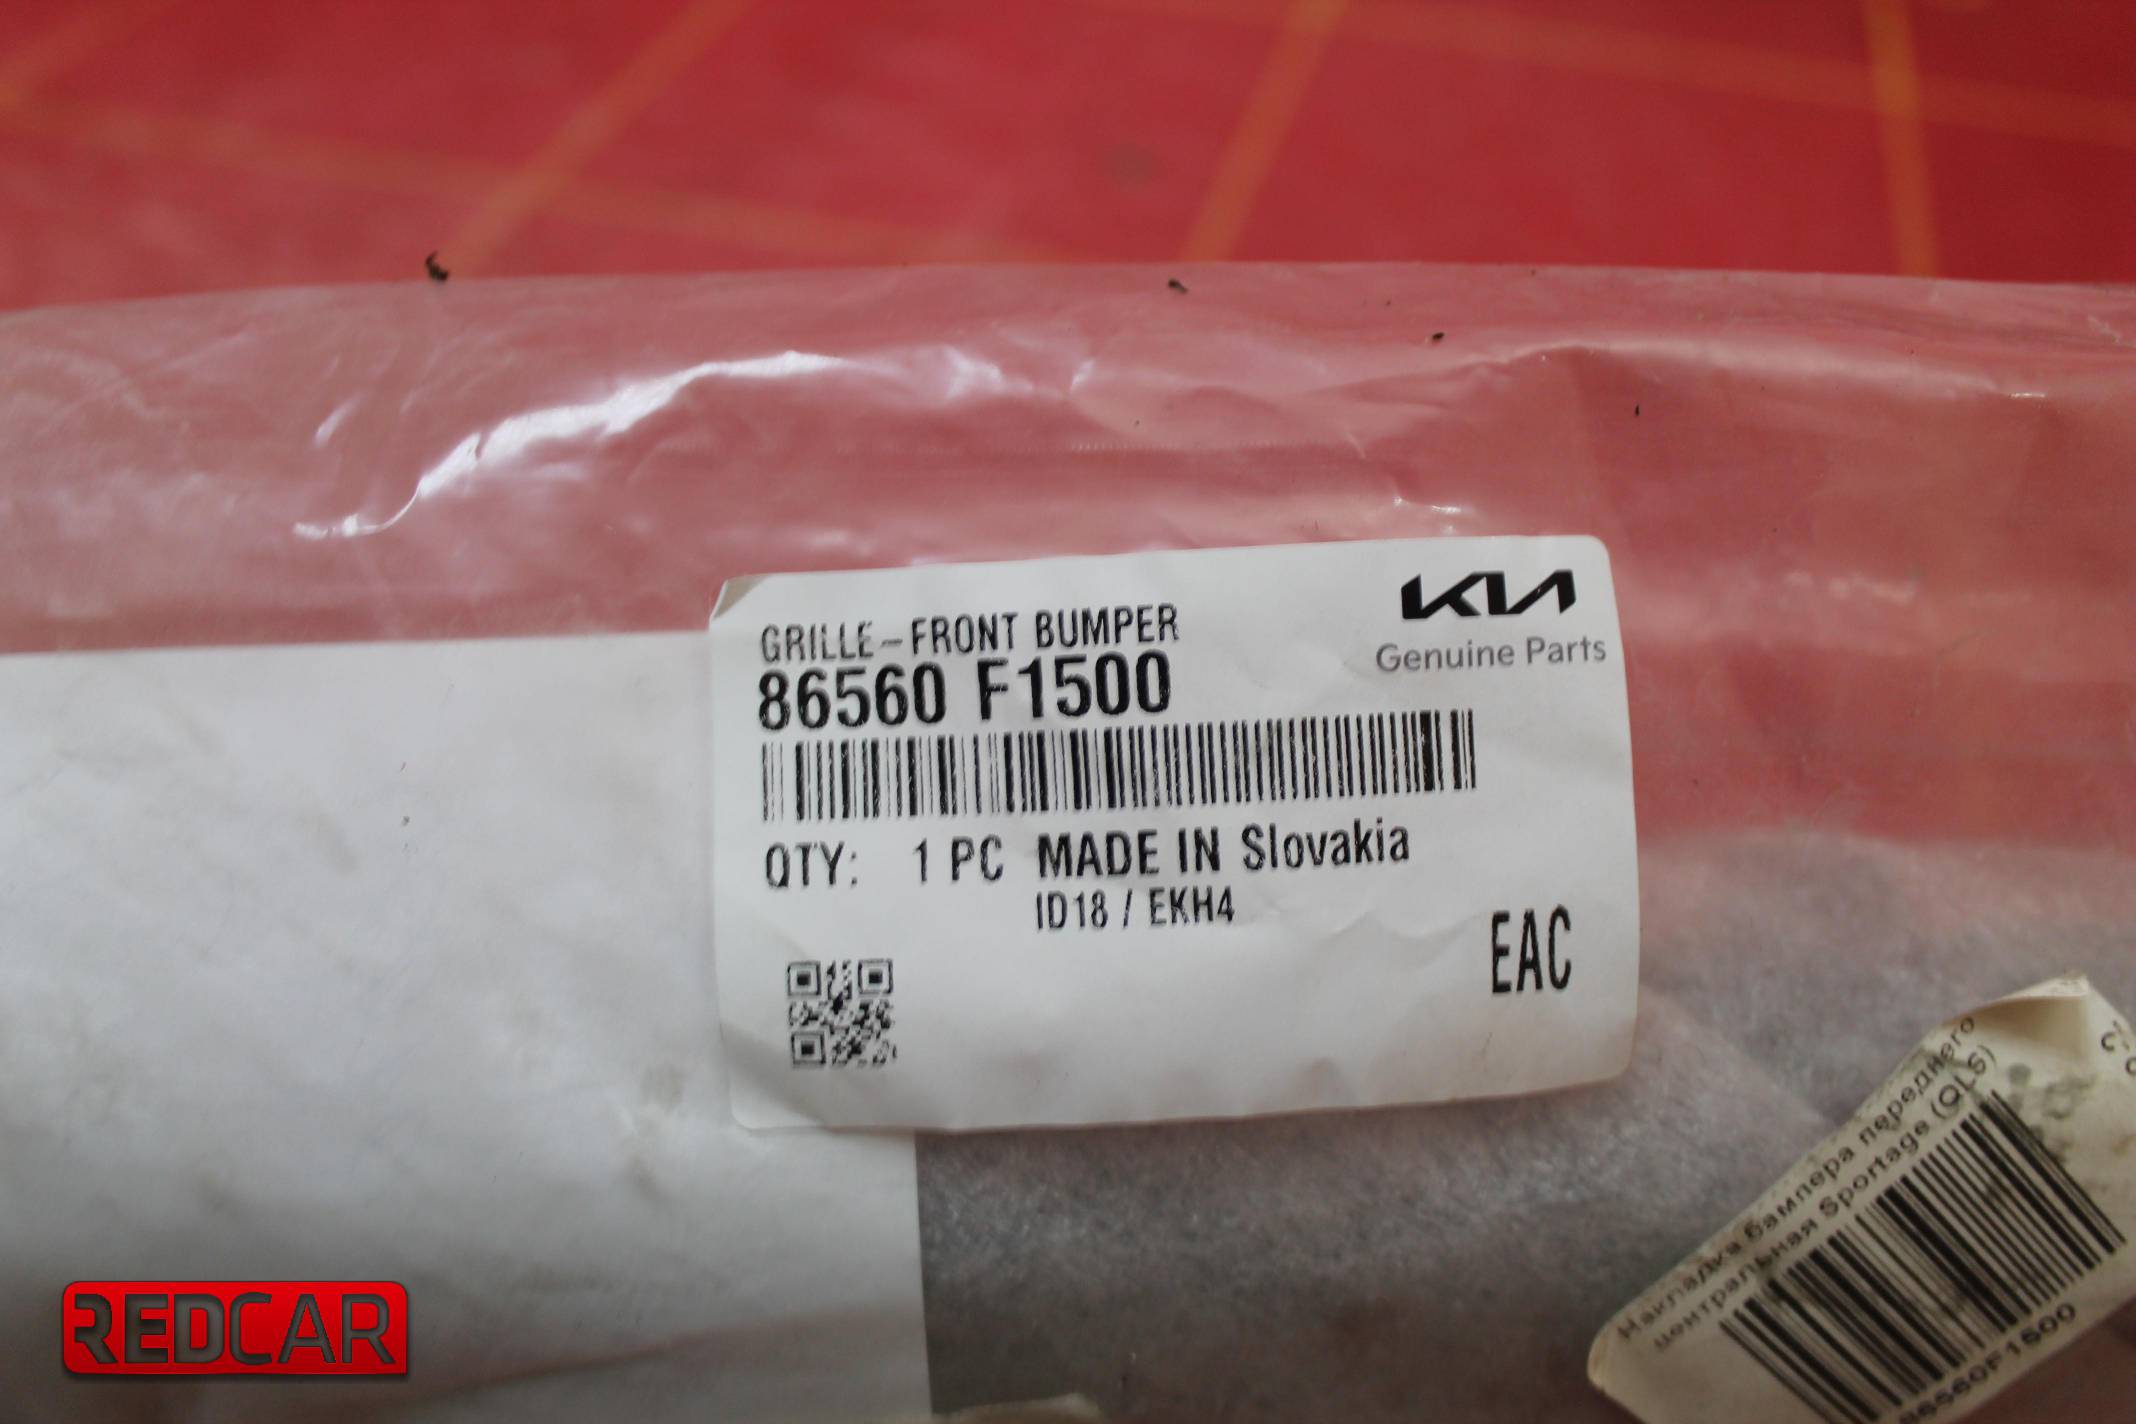 GRILLE-FRONT BUMPER
KIA
86560 F1500
Genuine Parts
QTY: 1 PC MADE IN Slovakia
ID18 / EKH4
EAC
Накладка бампера переднего
центральная Sportage (QLS)
86560F1500
REDCAR